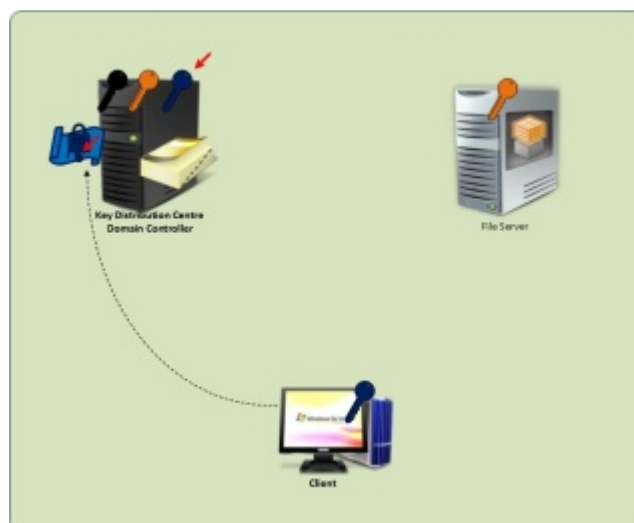 Key Distribution Centre
Domain Controller
File Server
Client